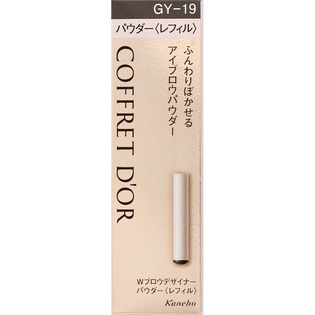 GY-19
パウダー〈レフィル〉
COFFRET D'OR
ふんわりぼかせる
アイブロウパウダー
Wブロウデザイナー
パウダー〈レフィル〉
Kanebo